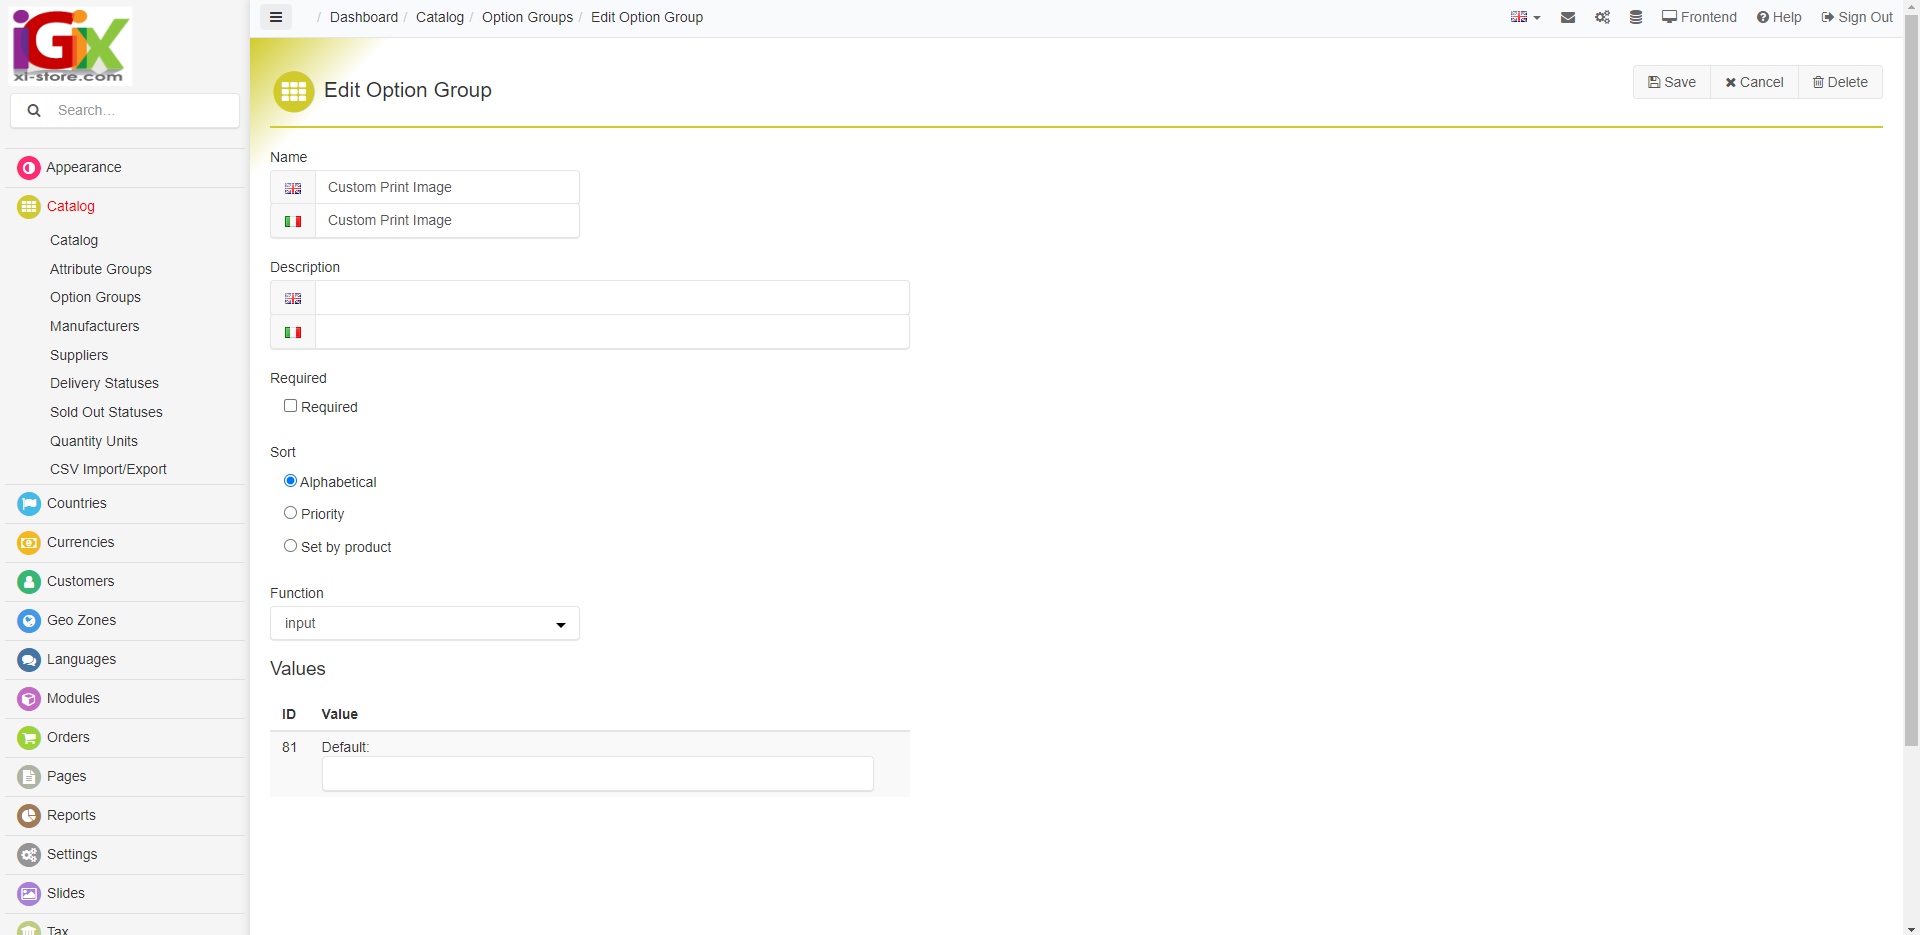 iGiX
xi-store.com
/ Dashboard / Catalog / Option Groups / Edit Option Group
Frontend
Help
Sign Out
Search...
Edit Option Group
Save
Cancel
Delete
Appearance
Catalog
Catalog
Attribute Groups
Option Groups
Manufacturers
Suppliers
Delivery Statuses
Sold Out Statuses
Quantity Units
CSV Import/Export
Countries
Currencies
Customers
Geo Zones
Languages
Modules
Orders
Pages
Reports
Settings
Slides
Tax
Name
Custom Print Image
Custom Print Image
Description
Required
Required
Sort
Alphabetical
Priority
Set by product
Function
input
Values
ID Value
81 Default: